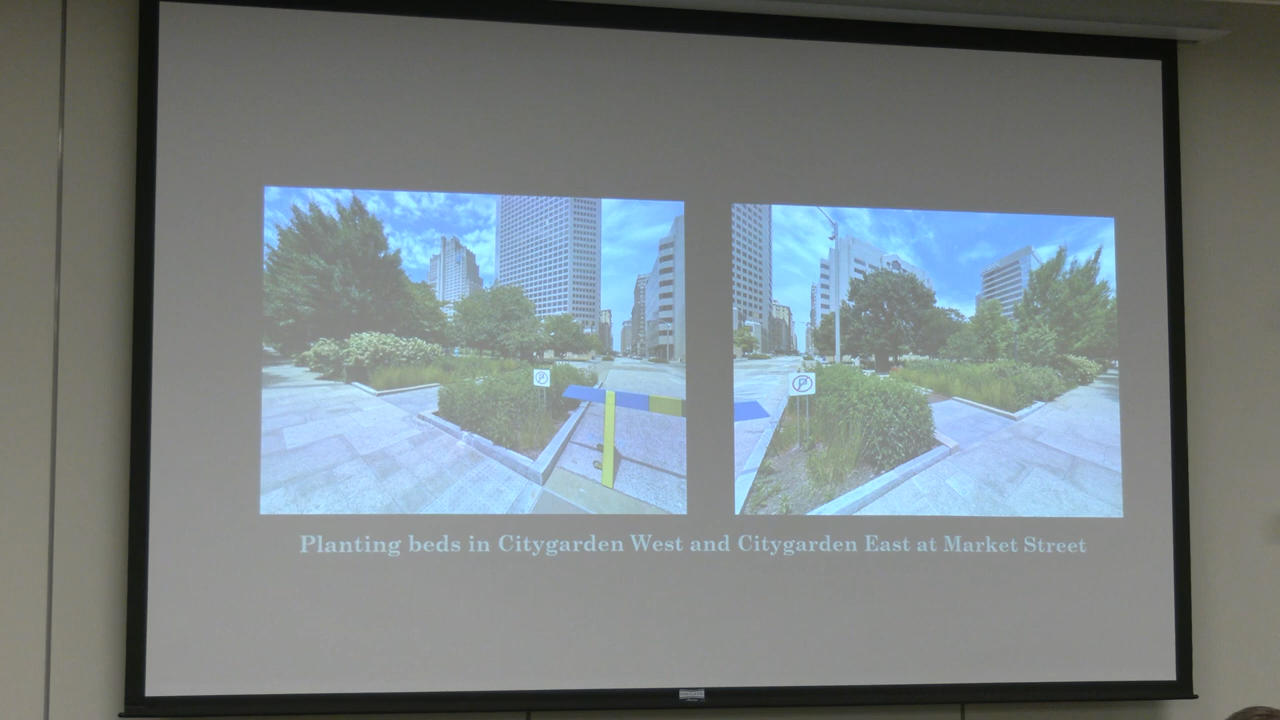 Planting beds in Citygarden West and Citygarden East at Market Street